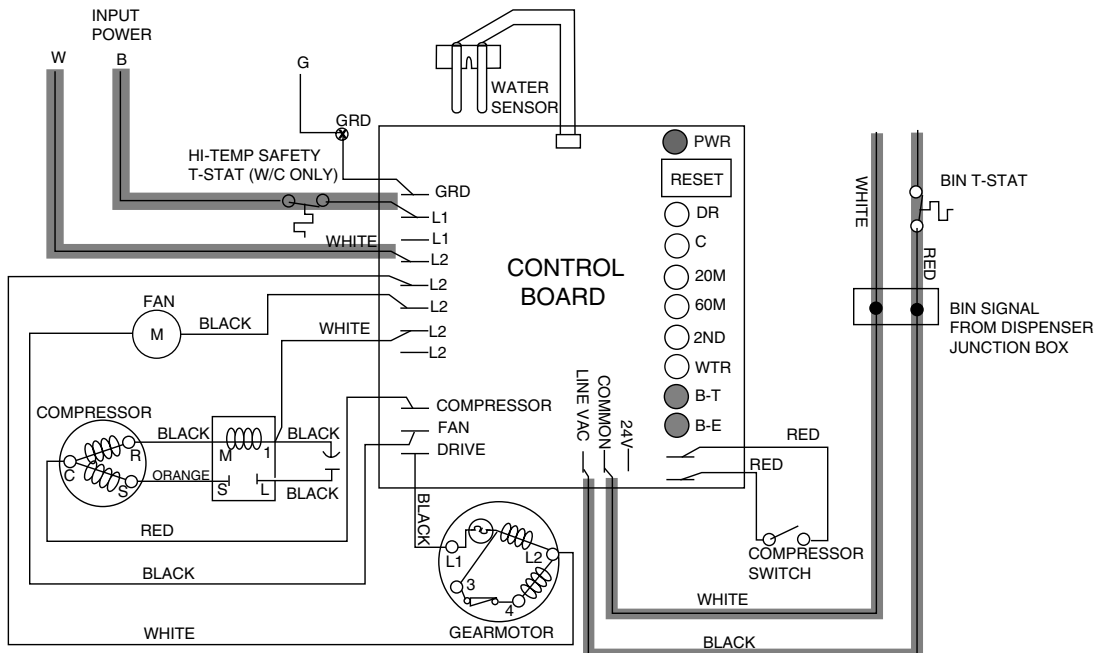 INPUT
POWER
W
B
G
GRD
HI-TEMP SAFETY
T-STAT (W/C ONLY)
WATER
SENSOR
GRD
L1
L1
WHITE
L2
L2
L2
L2
L2
FAN
M
BLACK
WHITE
CONTROL
BOARD
PWR
RESET
DR
C
20M
60M
2ND
WTR
B-T
B-E
WHITE
BIN T-STAT
RED
BIN SIGNAL
FROM DISPENSER
JUNCTION BOX
COMPRESSOR
FAN
DRIVE
LINE VAC
COMMON
24V
COMPRESSOR
R
C
S
BLACK
M
1
BLACK
ORANGE
S
L
BLACK
RED
BLACK
WHITE
BLACK
L1
L2
3
4
GEARMOTOR
RED
RED
COMPRESSOR
SWITCH
WHITE
BLACK